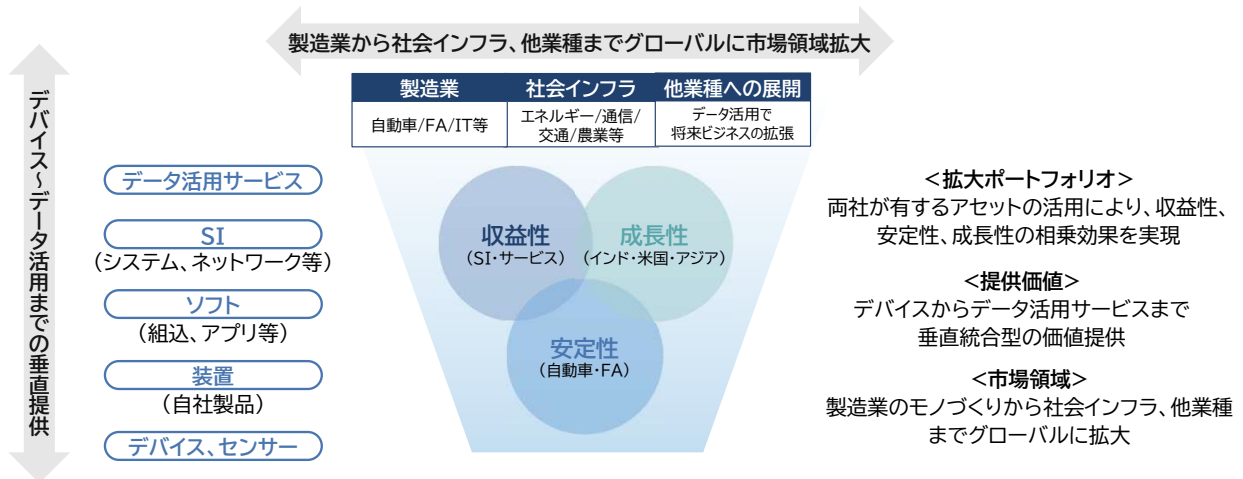 製造業から社会インフラ、他業種までグローバルに市場領域拡大
デバイス～データ活用までの垂直提供
製造業
社会インフラ
他業種への展開
自動車/FA/IT等
エネルギー/通信/
交通/農業等
データ活用で
将来ビジネスの拡張
データ活用サービス
SI
（システム、ネットワーク等）
ソフト
（組込、アプリ等）
装置
（自社製品）
デバイス、センサー
収益性
（SI・サービス）
成長性
（インド・米国・アジア）
安定性
（自動車・FA）
＜拡大ポートフォリオ＞
両社が有するアセットの活用により、収益性、
安定性、成長性の相乗効果を実現
＜提供価値＞
デバイスからデータ活用サービスまで
垂直統合型の価値提供
＜市場領域＞
製造業のモノづくりから社会インフラ、他業種
までグローバルに拡大